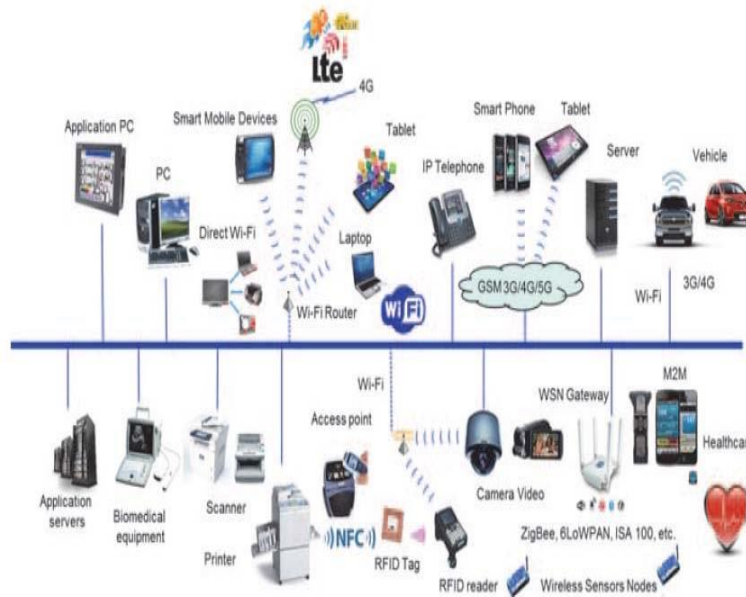 Lte
4G
Smart Mobile Devices
Application PC
PC
Tablet
Smart Phone
Tablet
IP Telephone
Server
Vehicle
Direct Wi-Fi
Laptop
Wi-Fi Router
Wi Fi
GSM 3G/4G/5G
Wi-Fi
3G/4G
Wi-Fi
WSN Gateway
M2M
Access point
Healthcar
Application
servers
Biomedical
equipment
Scanner
Camera Video
Printer
NFC
RFID Tag
RFID reader
ZigBee, 6LoWPAN, ISA 100, etc.
Wireless Sensors Nodes